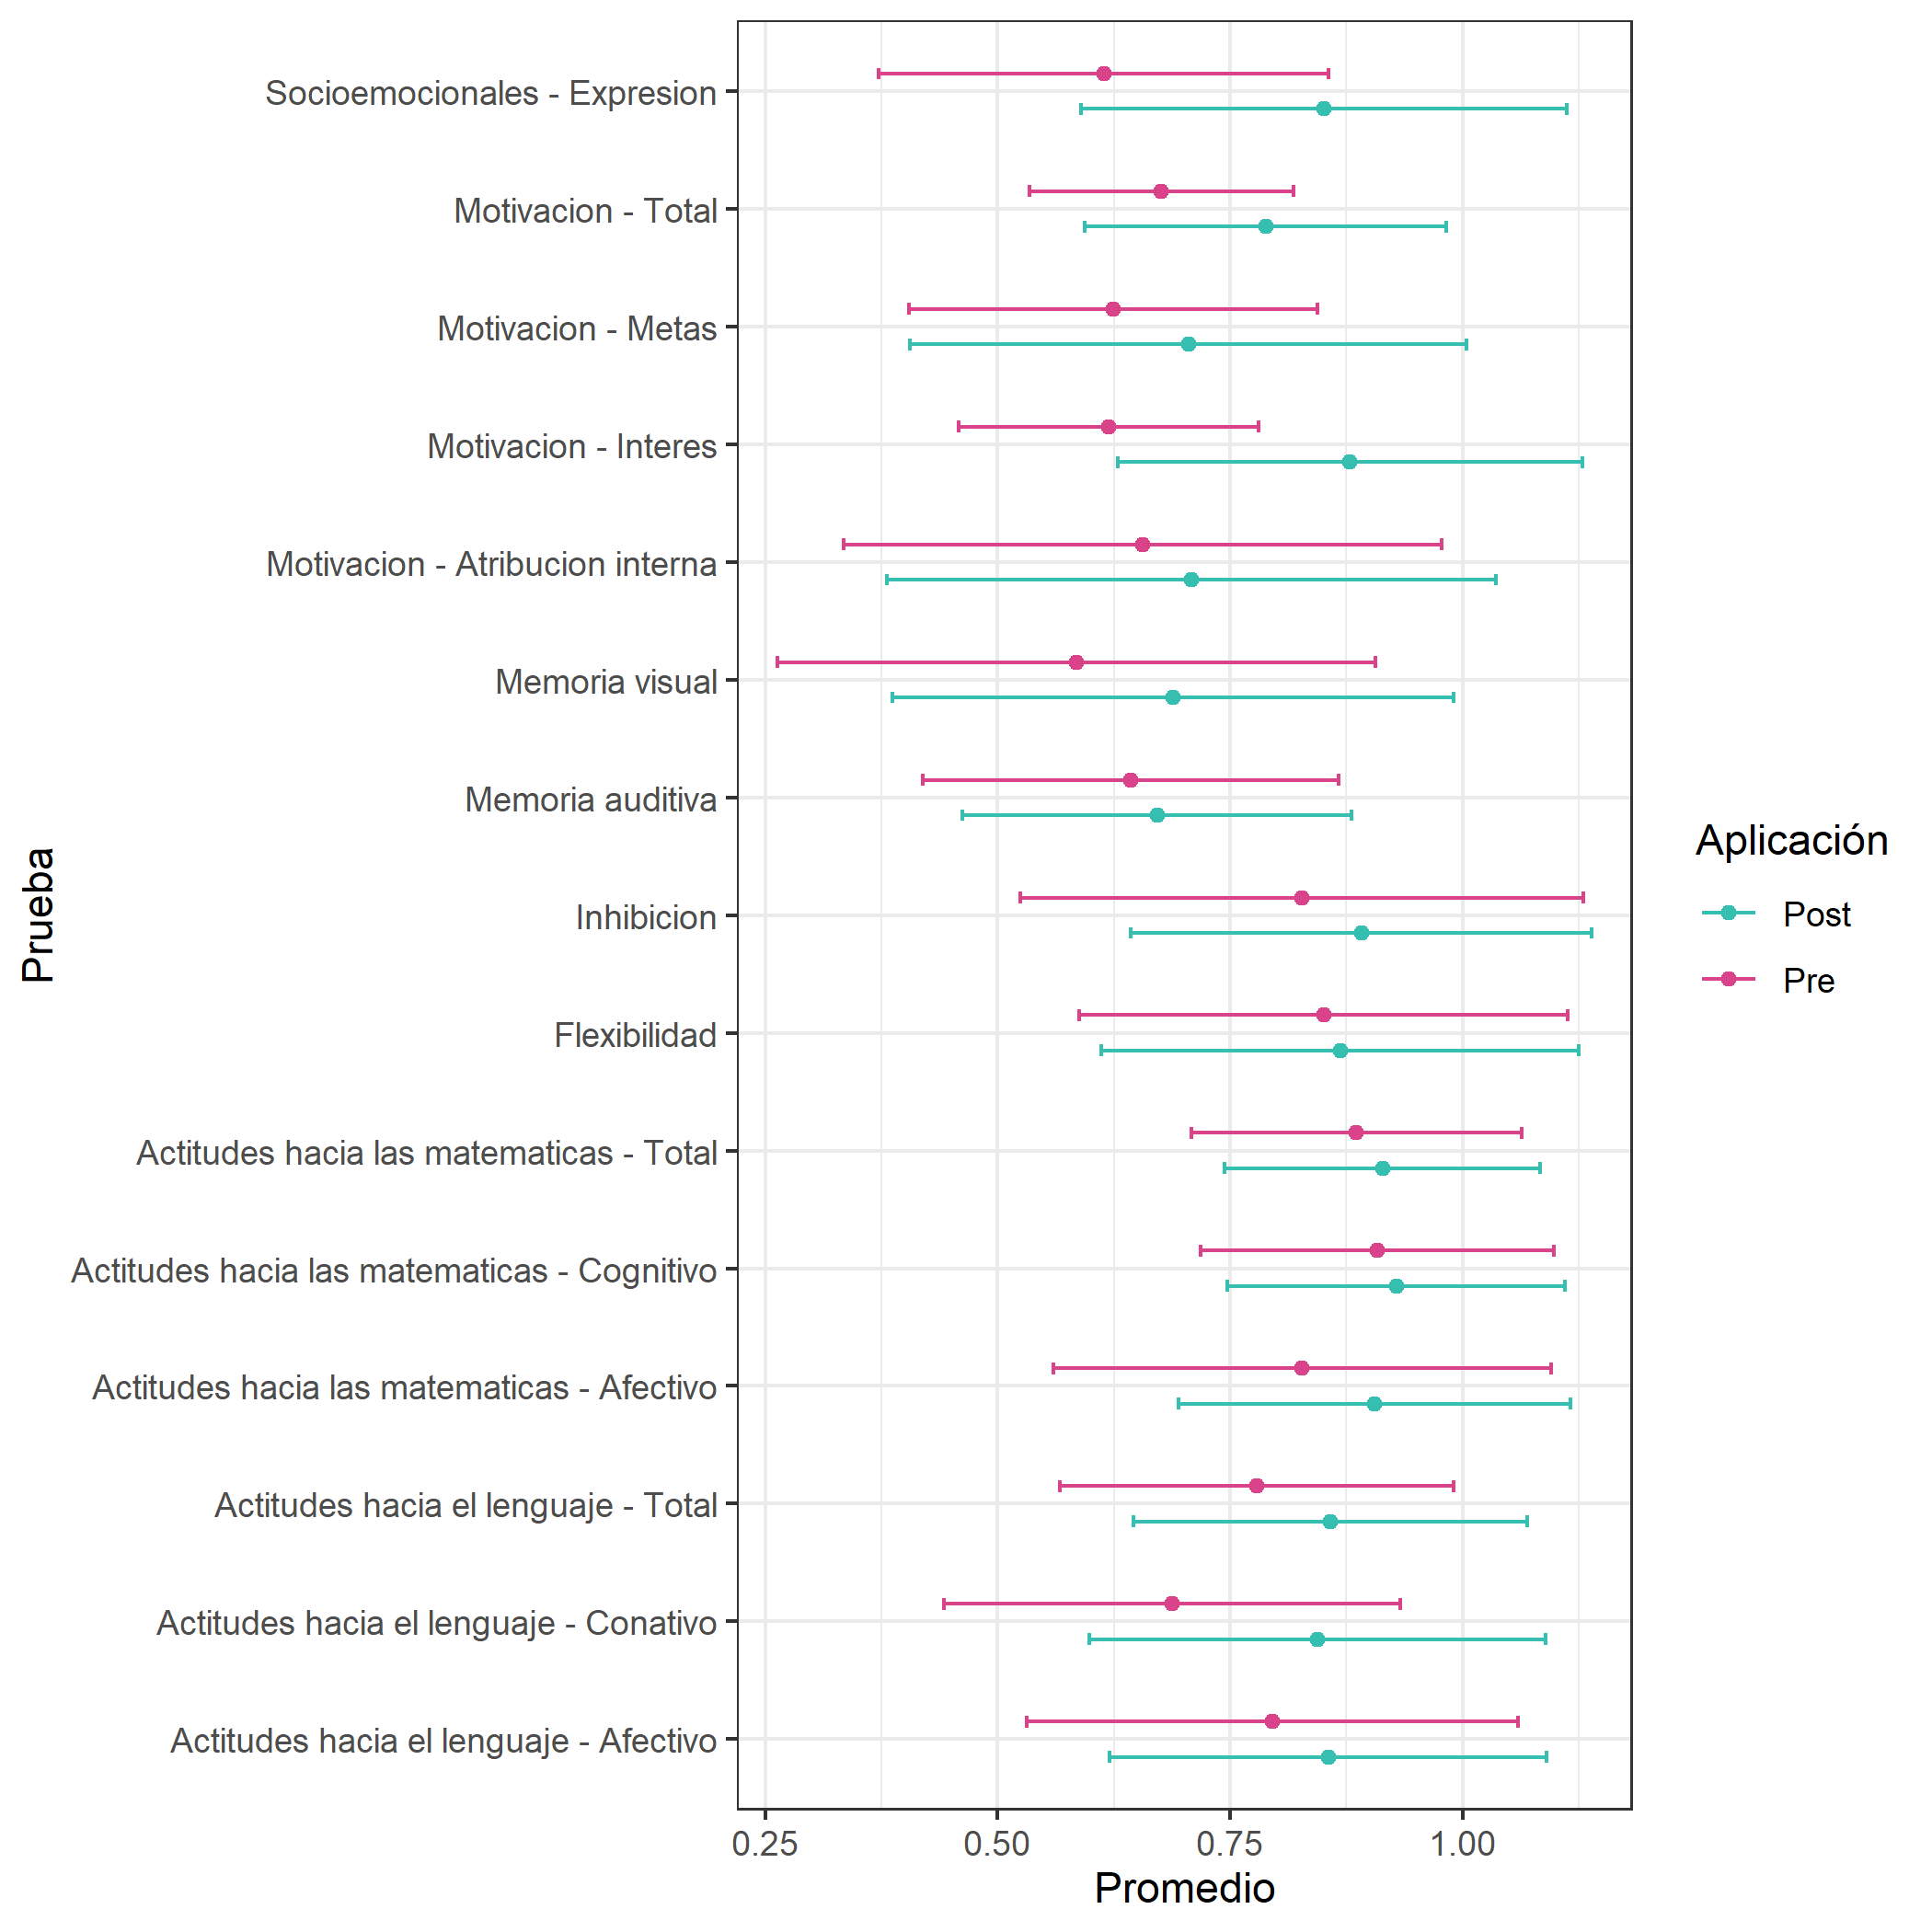 Socioemocionales - Expresion
Motivacion - Total
Motivacion - Metas
Motivacion - Interes
Motivacion - Atribucion interna
Memoria visual
Memoria auditiva
Inhibicion
Flexibilidad
Actitudes hacia las matematicas - Total
Actitudes hacia las matematicas - Cognitivo
Actitudes hacia las matematicas - Afectivo
Actitudes hacia el lenguaje - Total
Actitudes hacia el lenguaje - Conativo
Actitudes hacia el lenguaje - Afectivo
Prueba
0.25 0.50 0.75 1.00
Promedio
Aplicación
Post
Pre